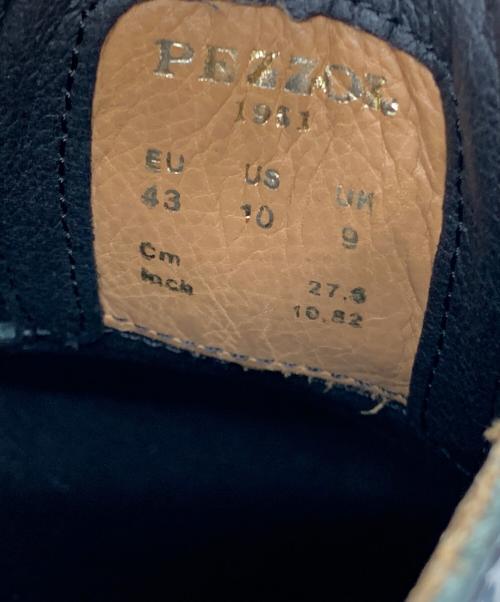 PEZZOL
1951
EU US UK
43 10 9
Cm 27.5
Inch 10.82